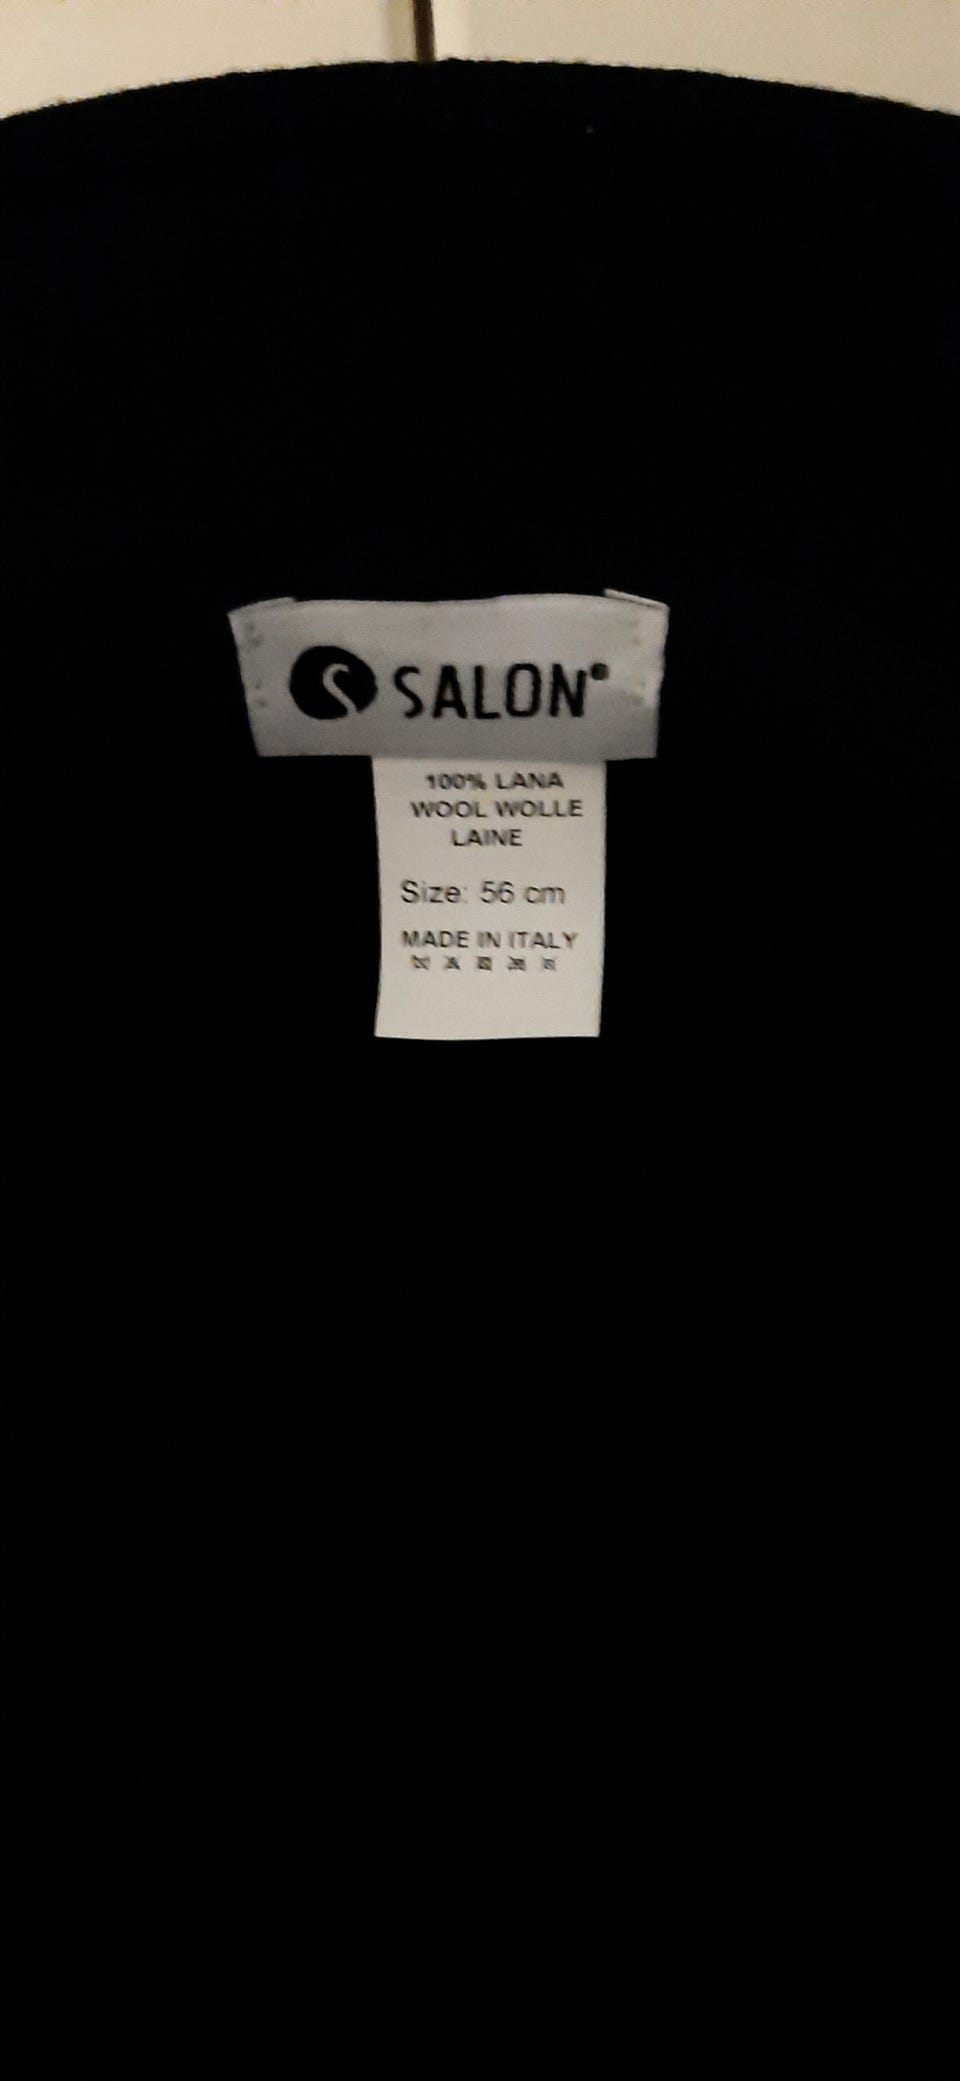 SALON®
100% LANA
WOOL WOLLE
LAINE
Size: 56 cm
MADE IN ITALY